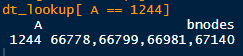 dt_lookup[ A == 1244]
A bnodes
1244 66778,66799,66981,67140